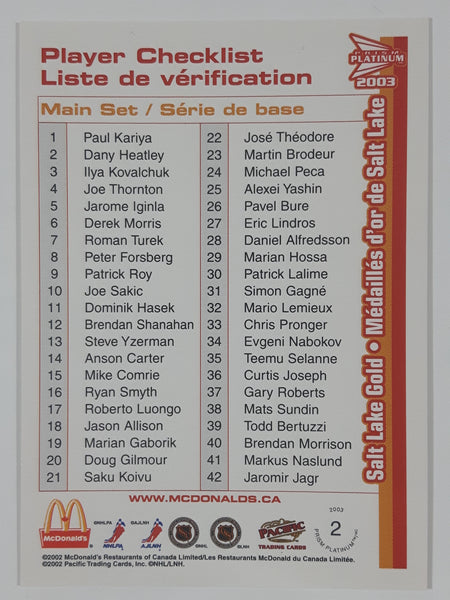 Player Checklist
Liste de vérification
PRISM
PLATINUM
2003
Main Set / Série de base
1 Paul Kariya
2 Dany Heatley
3 Ilya Kovalchuk
4 Joe Thornton
5 Jarome Iginla
6 Derek Morris
7 Roman Turek
8 Peter Forsberg
9 Patrick Roy
10 Joe Sakic
11 Dominik Hasek
12 Brendan Shanahan
13 Steve Yzerman
14 Anson Carter
15 Mike Comrie
16 Ryan Smyth
17 Roberto Luongo
18 Jason Allison
19 Marian Gaborik
20 Doug Gilmour
21 Saku Koivu
22 José Théodore
23 Martin Brodeur
24 Michael Peca
25 Alexei Yashin
26 Pavel Bure
27 Eric Lindros
28 Daniel Alfredsson
29 Marian Hossa
30 Patrick Lalime
31 Simon Gagné
32 Mario Lemieux
33 Chris Pronger
34 Evgeni Nabokov
35 Teemu Selanne
36 Curtis Joseph
37 Gary Roberts
38 Mats Sundin
39 Todd Bertuzzi
40 Brendan Morrison
41 Markus Naslund
42 Jaromir Jagr
Salt Lake Gold • Médaillés d'or de Salt Lake
WWW.MCDONALDS.CA
McDonald's
©NHLPA
NHLPA
©AJLNH
AJLNH
©NHL
©LNH
PACIFIC
TRADING CARDS
2003
2
PRISM PLATINUM
©2002 McDonald's Restaurants of Canada Limited/Les Restaurants McDonald du Canada Limitée.
©2002 Pacific Trading Cards, Inc. ©NHL/LNH.